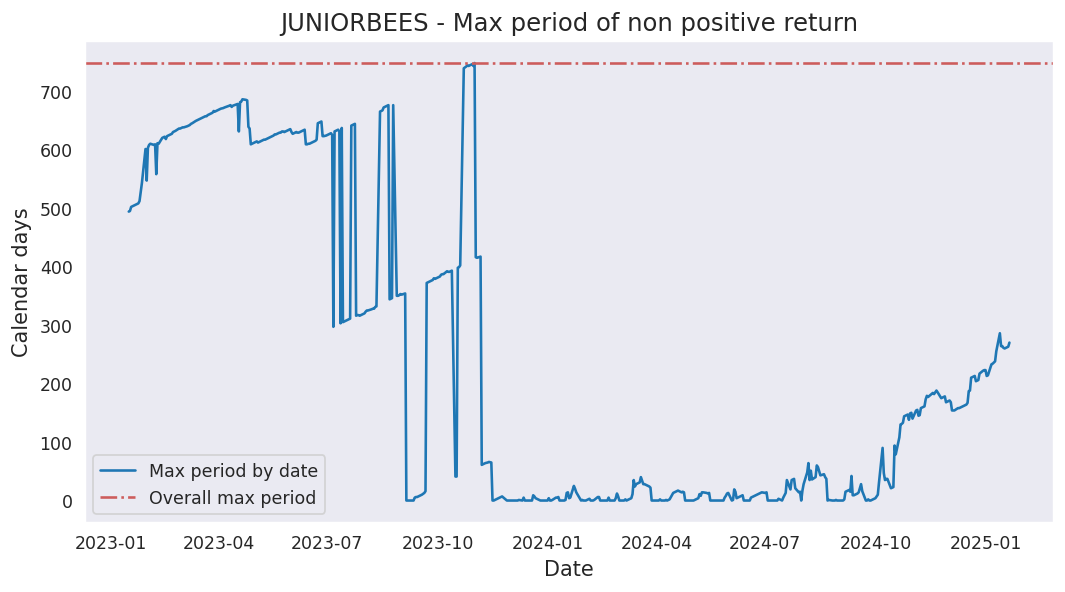 JUNIORBEES - Max period of non positive return
Calendar days
700
600
500
400
300
200
100
0
Max period by date
Overall max period
2023-01 2023-04 2023-07 2023-10 2024-01 2024-04 2024-07 2024-10 2025-01
Date